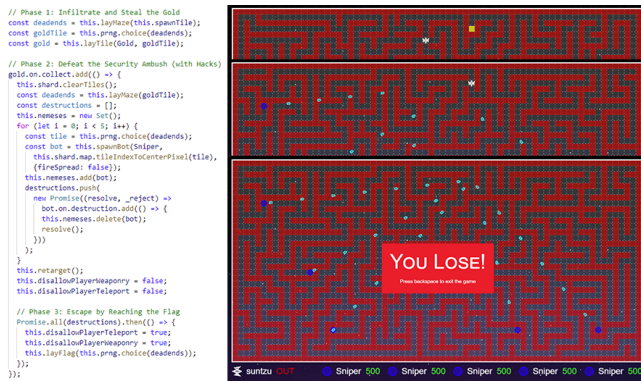 // Phase 1: Infiltrate and Steal the Gold
const deadends = this.layMaze(this.spawnTile);
const goldTile = this.prng.choice(deadends);
const gold = this.layTile(Gold, goldTile);

// Phase 2: Defeat the Security Ambush (with Hacks)
gold.on.collect.add(() => {
  this.shard.clearTiles();
  const deadends = this.layMaze(goldTile);
  const destructions = [];
  this.nemeses = new Set();
  for (let i = 0; i < 5; i++) {
    const tile = this.prng.choice(deadends);
    const bot = this.spawnBot(Sniper,
      this.shard.map.tileIndexToCenterPixel(tile),
      {fireSpread: false});
    this.nemeses.add(bot);
    destructions.push(
      new Promise((resolve, _reject) =>
        bot.on.destruction.add(() => {
          this.nemeses.delete(bot);
          resolve();
        }))
    );
  }
  this.retarget();
  this.disallowPlayerWeaponry = false;
  this.disallowPlayerTeleport = false;

  // Phase 3: Escape by Reaching the Flag
  Promise.all(destructions).then(() => {
    this.disallowPlayerTeleport = true;
    this.disallowPlayerWeaponry = true;
    this.layFlag(this.prng.choice(deadends));
  });
});
YOU LOSE!
Press backspace to exit the game
suntzu OUT Sniper 500 Sniper 500 Sniper 500 Sniper 500 Sniper 500